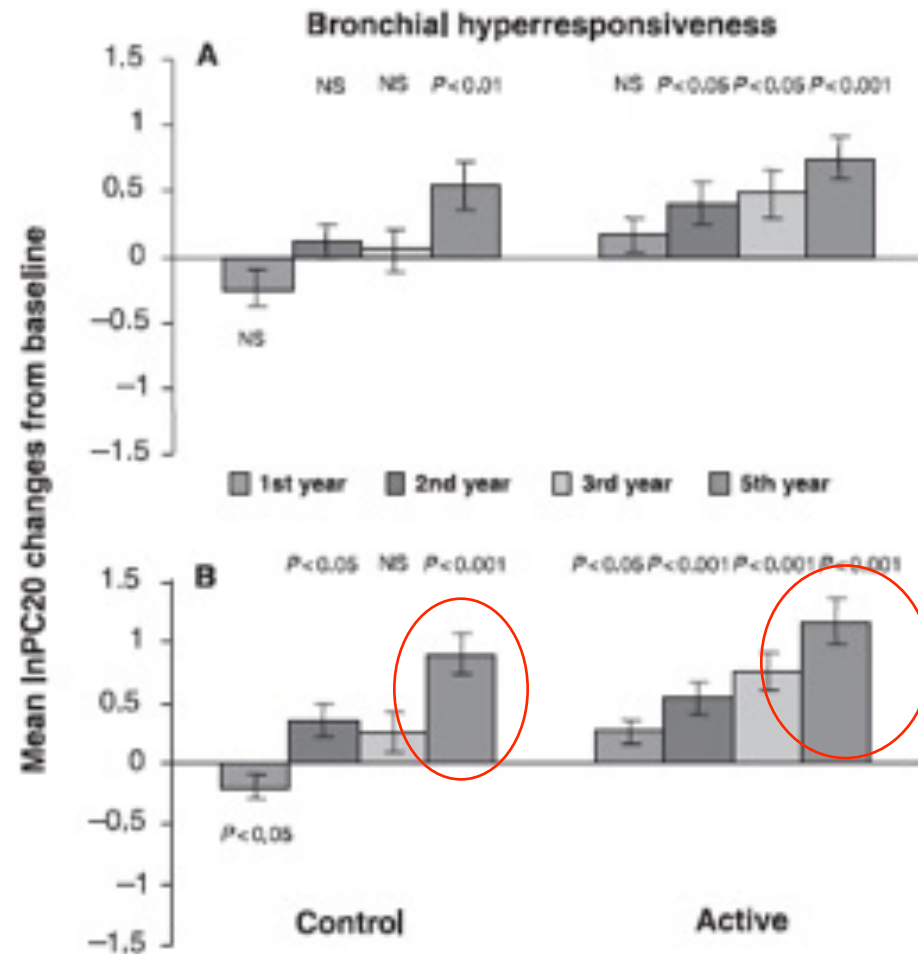 Bronchial hyperresponsiveness
1.5 A
NS NS P<0.01 NS P<0.05 P<0.05 P<0.001
1
0.5
0
−0.5
NS
−1
−1.5
Mean lnPC20 changes from baseline
1st year 2nd year 3rd year 5th year
P<0.05 NS P<0.001 P<0.05 P<0.001 P<0.001 P<0.001
1.5 B
1
0.5
0
−0.5
P<0.05
−1
Control Active
−1.5